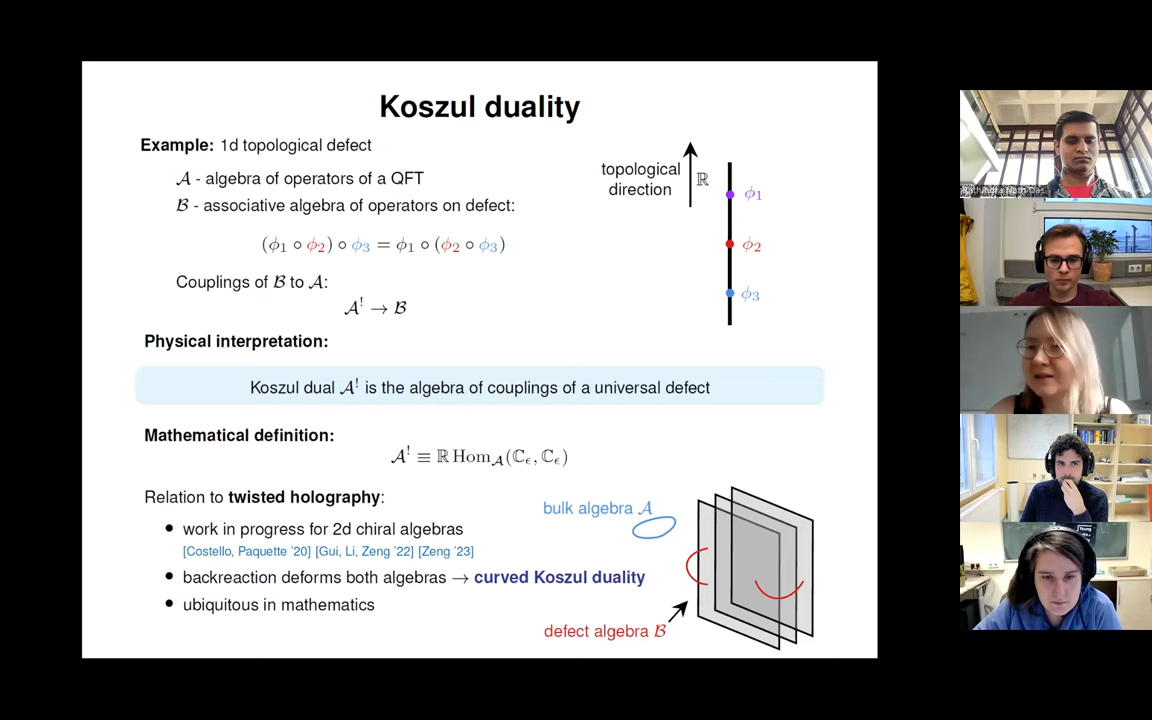 Koszul duality
Example: 1d topological defect
𝒜 - algebra of operators of a QFT
ℬ - associative algebra of operators on defect:
(ϕ₁ ∘ ϕ₂) ∘ ϕ₃ = ϕ₁ ∘ (ϕ₂ ∘ ϕ₃)
Couplings of ℬ to 𝒜:
𝒜^! → ℬ
topological
direction
ℝ
ϕ₁
ϕ₂
ϕ₃
Physical interpretation:
Koszul dual 𝒜^! is the algebra of couplings of a universal defect
Mathematical definition:
𝒜^! ≡ ℝ Hom_𝒜(ℂ_ϵ, ℂ_ϵ)
Relation to twisted holography:
• work in progress for 2d chiral algebras
[Costello, Paquette '20] [Gui, Li, Zeng '22] [Zeng '23]
• backreaction deforms both algebras → curved Koszul duality
• ubiquitous in mathematics
bulk algebra 𝒜
defect algebra ℬ